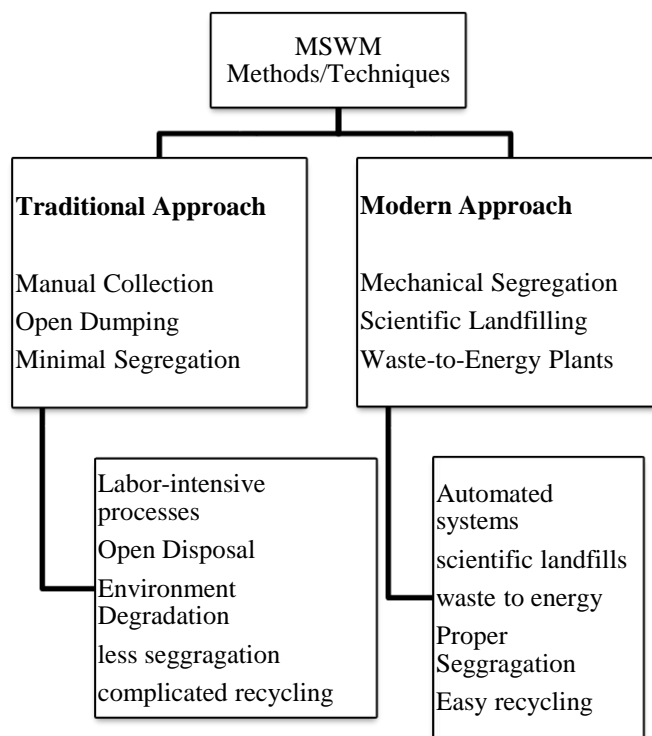 MSWM
Methods/Techniques
Traditional Approach
Manual Collection
Open Dumping
Minimal Segregation
Modern Approach
Mechanical Segregation
Scientific Landfilling
Waste-to-Energy Plants
Labor-intensive
processes
Open Disposal
Environment
Degradation
less seggragation
complicated recycling
Automated
systems
scientific landfills
waste to energy
Proper
Seggragation
Easy recycling